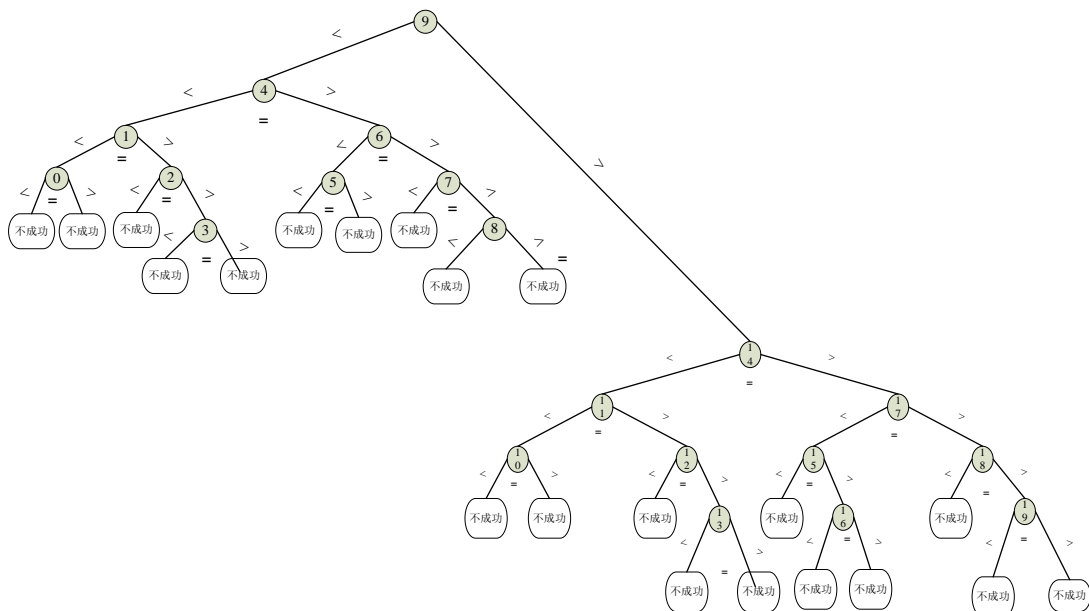 9
<
4
< >
=
>
1 6
< > < >
= =
0 2 5 7
< = > < = > < = > < = >
不成功 不成功 不成功 3 不成功 不成功 不成功 8
< = > < > =
不成功 不成功 不成功 不成功
14
< >
=
11 17
< > < >
= =
10 12 15 18
< = > < = > < = > < = >
不成功 不成功 不成功 13 不成功 16 不成功 19
< = > < = > < = >
不成功 不成功 不成功 不成功 不成功 不成功